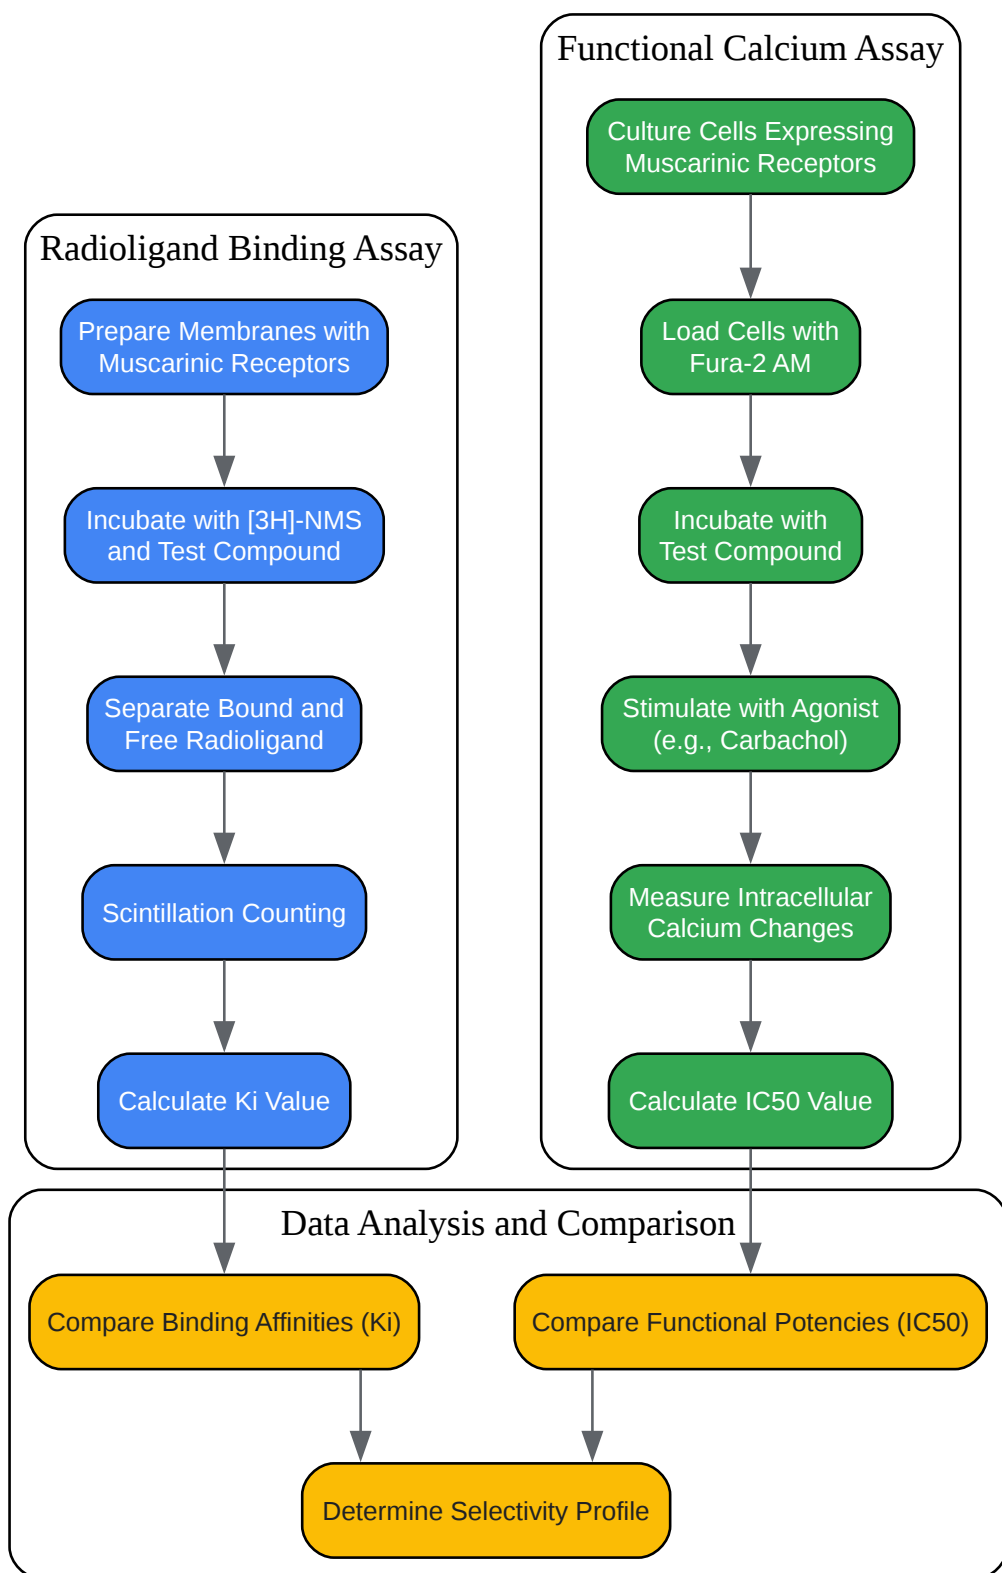 Functional Calcium Assay
Culture Cells Expressing
Muscarinic Receptors
Load Cells with
Fura-2 AM
Incubate with
Test Compound
Stimulate with Agonist
(e.g., Carbachol)
Measure Intracellular
Calcium Changes
Calculate IC50 Value
Radioligand Binding Assay
Prepare Membranes with
Muscarinic Receptors
Incubate with [3H]-NMS
and Test Compound
Separate Bound and
Free Radioligand
Scintillation Counting
Calculate Ki Value
Data Analysis and Comparison
Compare Binding Affinities (Ki)
Compare Functional Potencies (IC50)
Determine Selectivity Profile